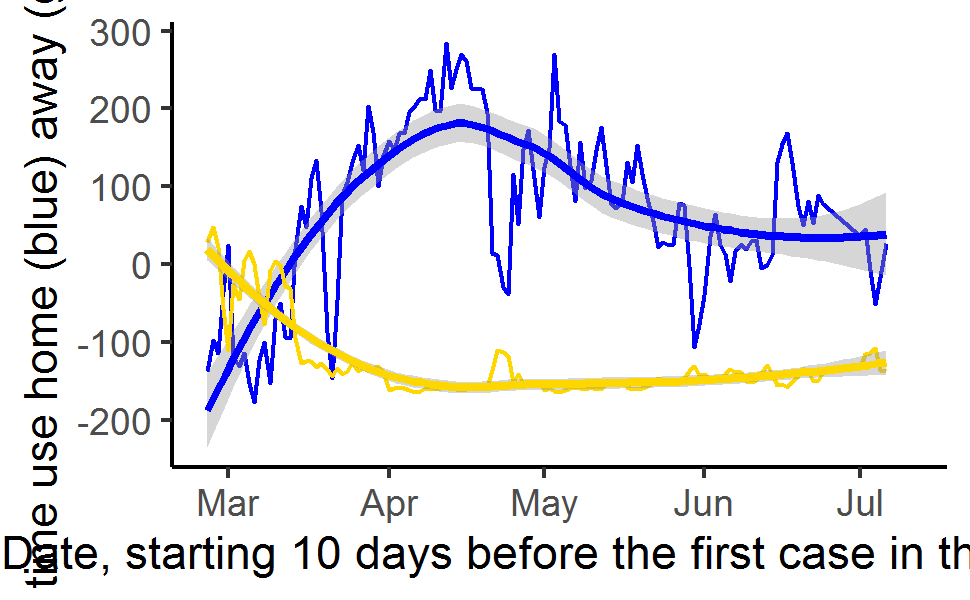 time use home (blue) away (
300
200
100
0
-100
-200
Mar Apr May Jun Jul
Date, starting 10 days before the first case in th